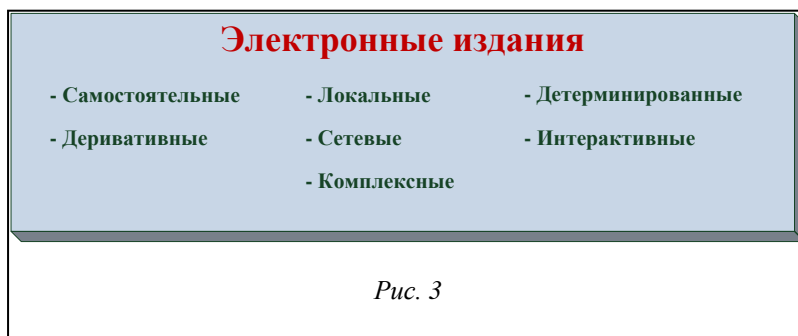 Электронные издания
- Самостоятельные - Локальные - Детерминированные
- Деривативные - Сетевые - Интерактивные
- Комплексные
Рис. 3